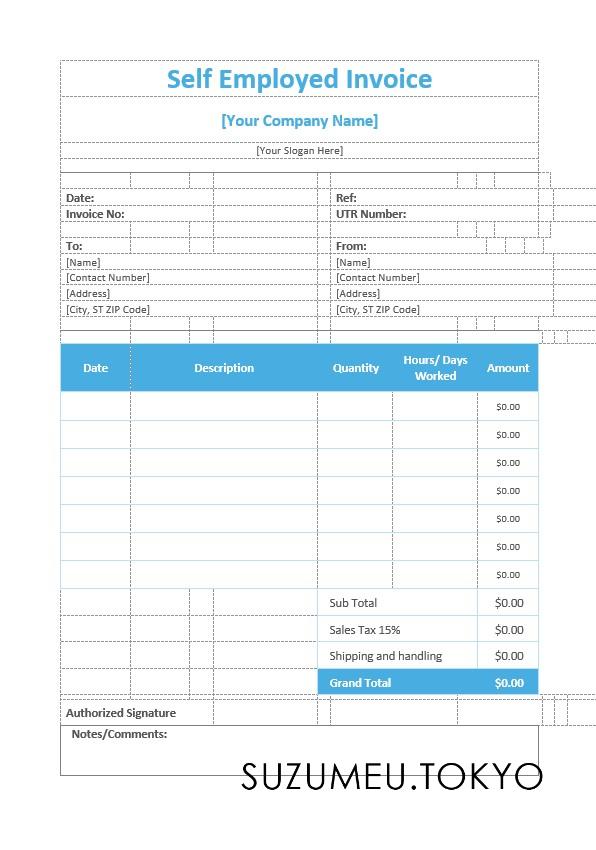 Self Employed Invoice
[Your Company Name]
[Your Slogan Here]
Date: Ref:
Invoice No: UTR Number:
To: From:
[Name] [Name]
[Contact Number] [Contact Number]
[Address] [Address]
[City, ST ZIP Code] [City, ST ZIP Code]
Date Description Quantity Hours/ Days Worked Amount
$0.00
$0.00
$0.00
$0.00
$0.00
$0.00
$0.00
Sub Total $0.00
Sales Tax 15% $0.00
Shipping and handling $0.00
Grand Total $0.00
Authorized Signature
Notes/Comments:
SUZUMEU.TOKYO